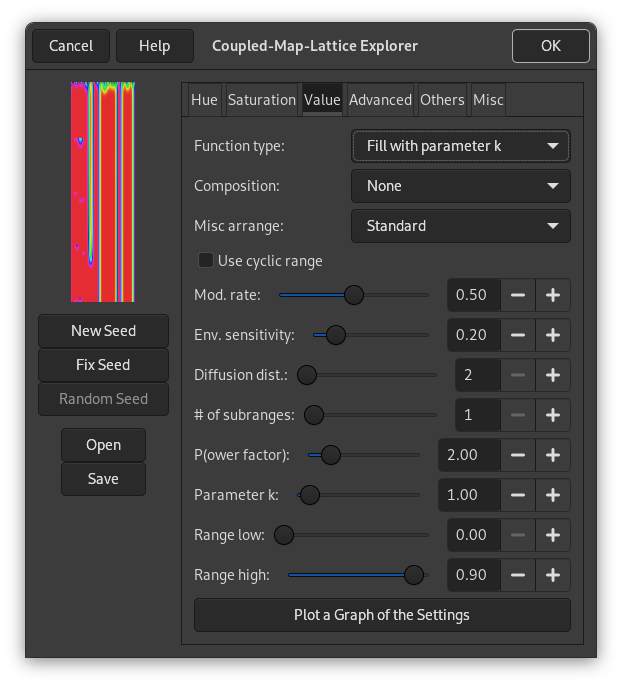 Cancel Help Coupled-Map-Lattice Explorer OK
Hue Saturation Value Advanced Others Misc
Function type: Fill with parameter k
Composition: None
Misc arrange: Standard
Use cyclic range
Mod. rate: 0.50
Env. sensitivity: 0.20
Diffusion dist.: 2
# of subranges: 1
P(ower factor): 2.00
Parameter k: 1.00
Range low: 0.00
Range high: 0.90
Plot a Graph of the Settings
New Seed
Fix Seed
Random Seed
Open
Save